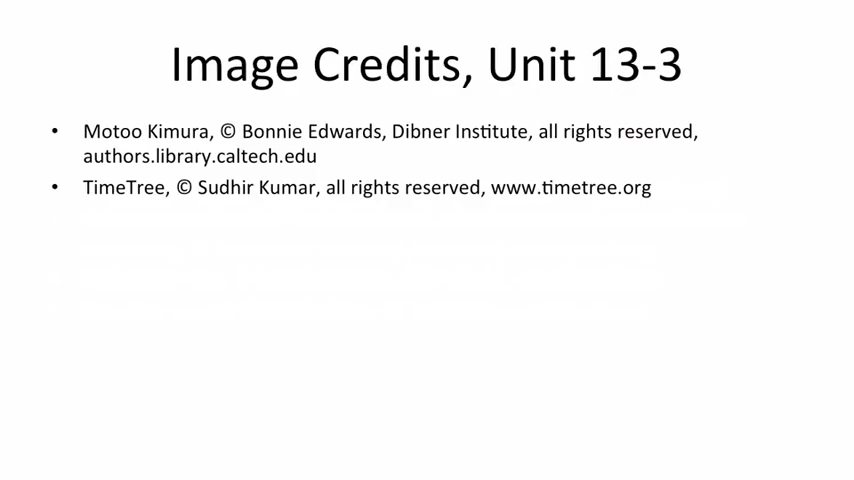 Image Credits, Unit 13-3
• Motoo Kimura, © Bonnie Edwards, Dibner Institute, all rights reserved,
authors.library.caltech.edu
• TimeTree, © Sudhir Kumar, all rights reserved, www.timetree.org